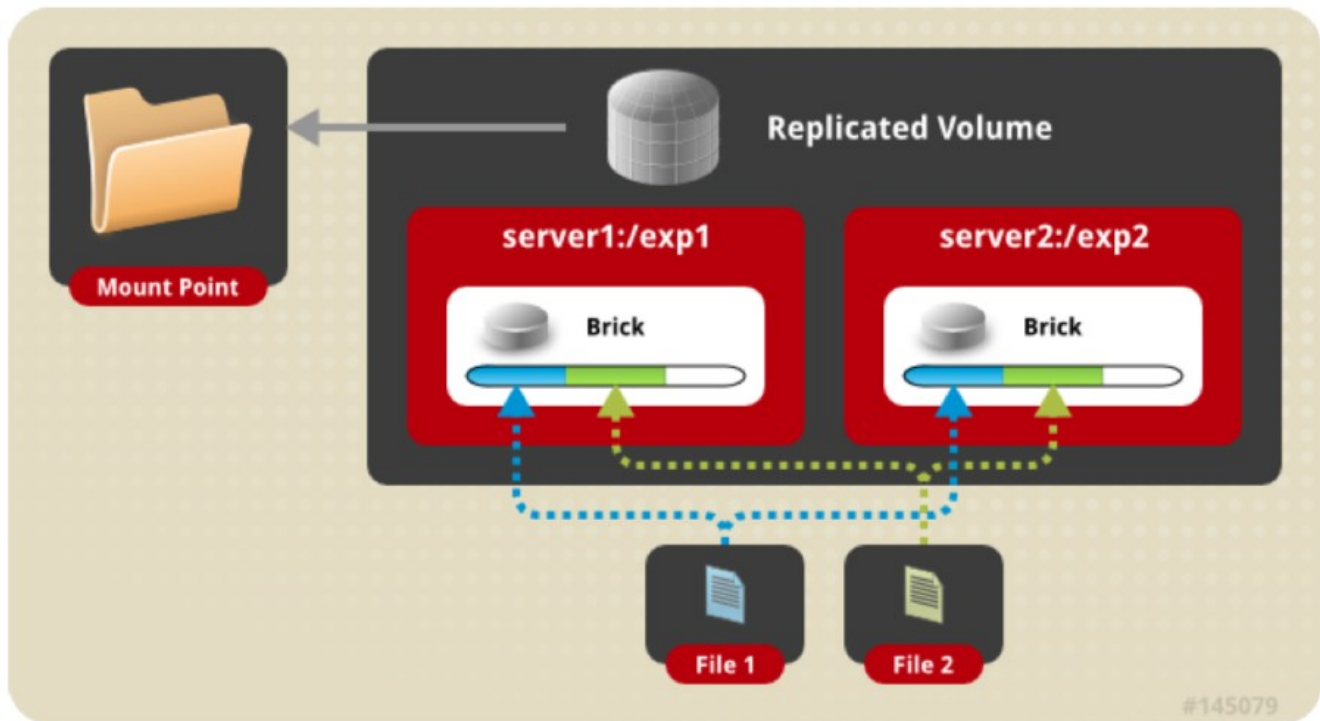 Replicated Volume
Mount Point
server1:/exp1
server2:/exp2
Brick
Brick
File 1
File 2
#145079